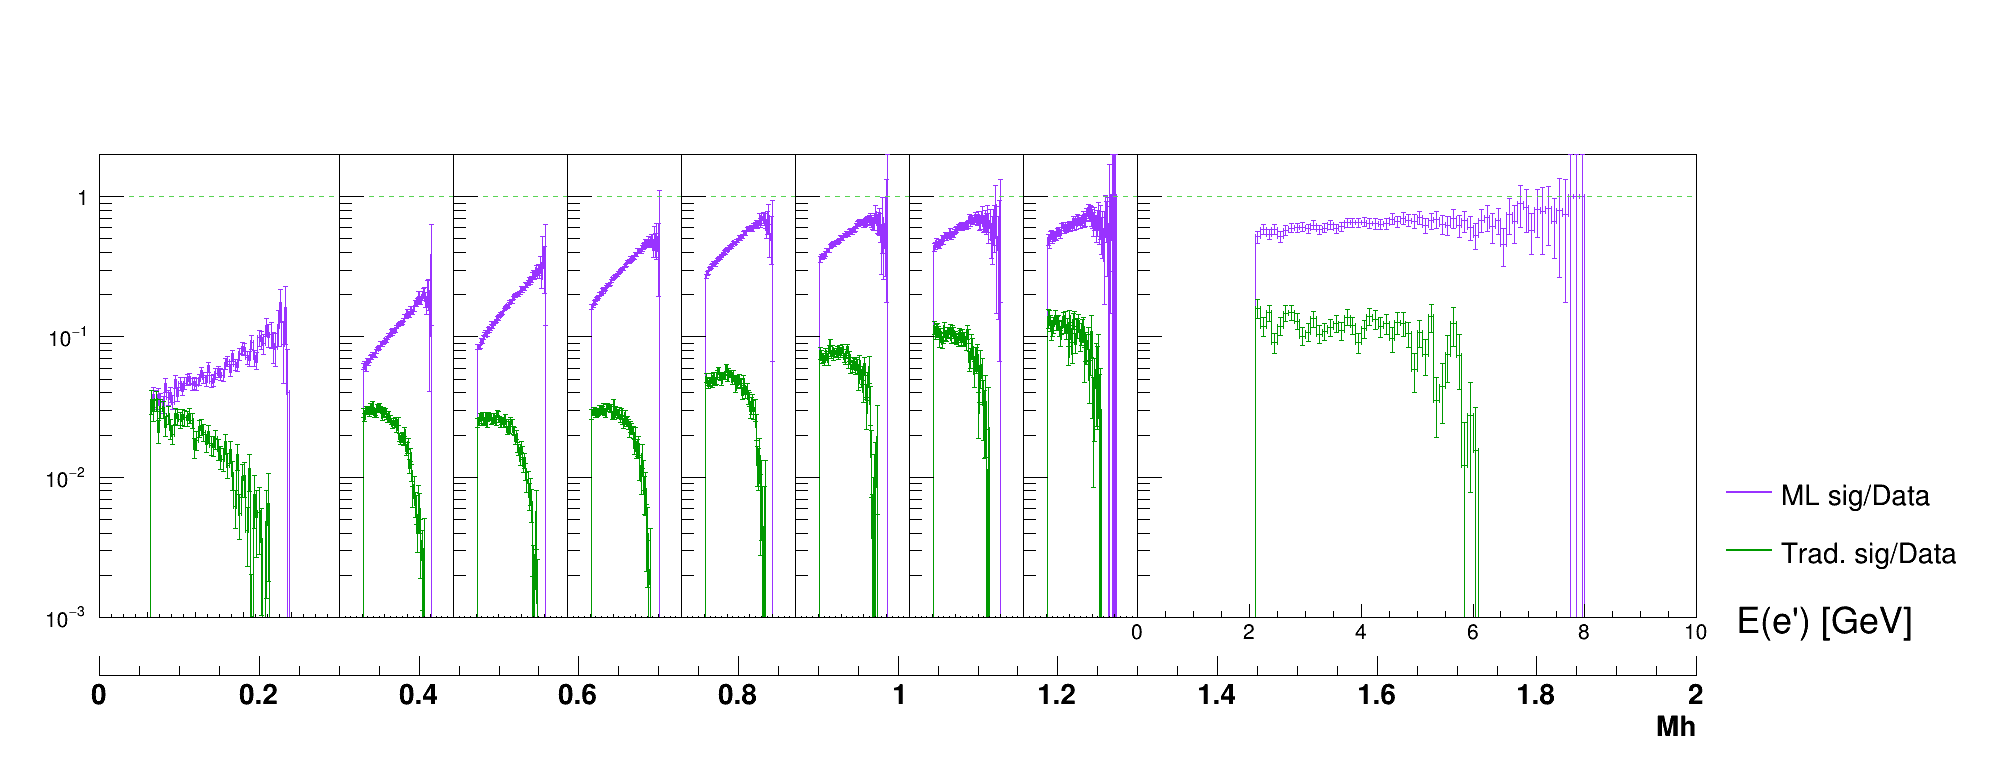 1
10⁻¹
10⁻²
10⁻³
ML sig/Data
Trad. sig/Data
0 2 4 6 8 10
E(e') [GeV]
0 0.2 0.4 0.6 0.8 1 1.2 1.4 1.6 1.8 2
Mh